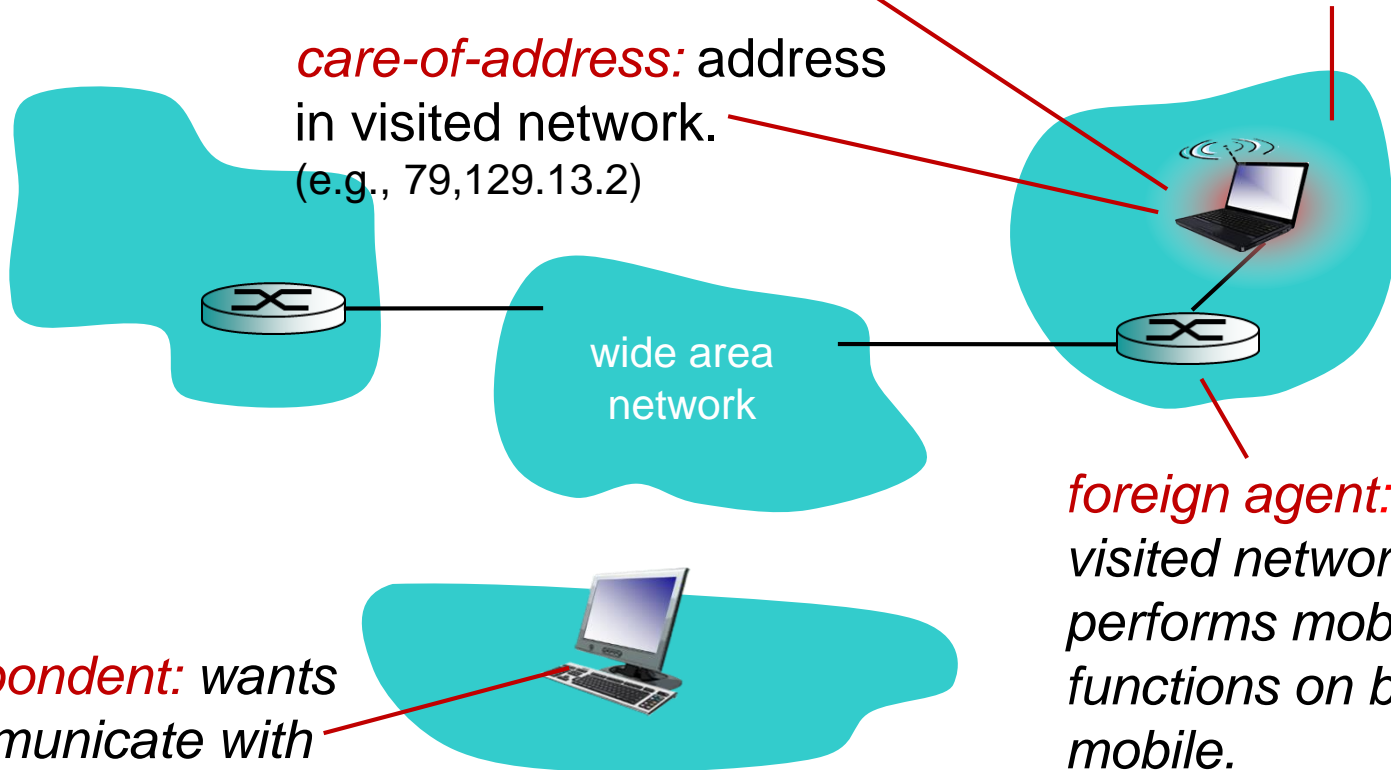 care-of-address: address
in visited network.
(e.g., 79,129.13.2)
wide area
network
foreign agent:
visited networ
performs mob
functions on b
mobile.
pondent: wants
municate with